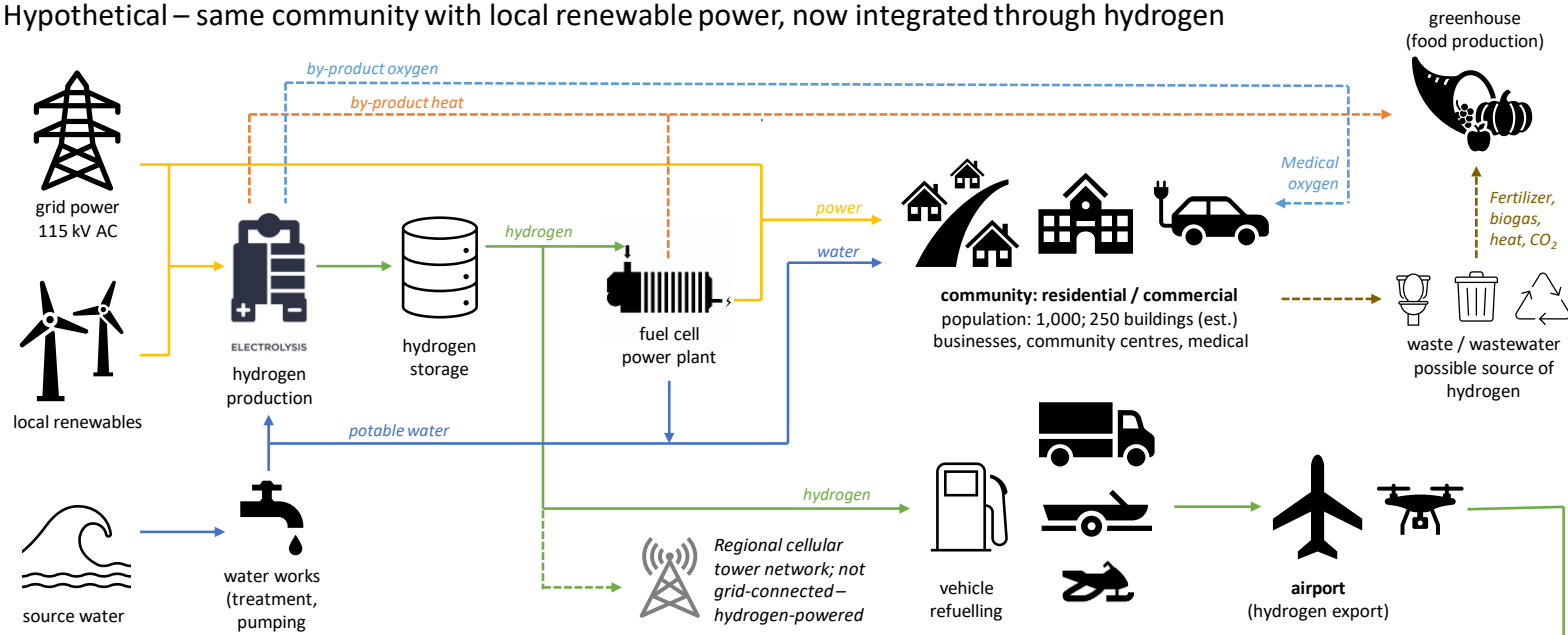 Hypothetical – same community with local renewable power, now integrated through hydrogen
greenhouse
(food production)
by-product oxygen
by-product heat
grid power
115 kV AC
Medical
oxygen
Fertilizer,
biogas,
heat, CO₂
power
hydrogen
water
ELECTROLYSIS
hydrogen
production
hydrogen
storage
fuel cell
power plant
community: residential / commercial
population: 1,000; 250 buildings (est.)
businesses, community centres, medical
waste / wastewater
possible source of
hydrogen
local renewables
potable water
hydrogen
source water
water works
(treatment,
pumping
Regional cellular
tower network; not
grid-connected –
hydrogen-powered
vehicle
refuelling
airport
(hydrogen export)